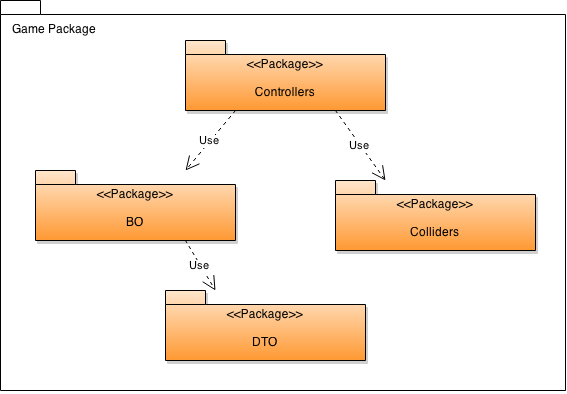 Game Package
<<Package>>
Controllers
Use
Use
<<Package>>
BO
<<Package>>
Colliders
Use
<<Package>>
DTO